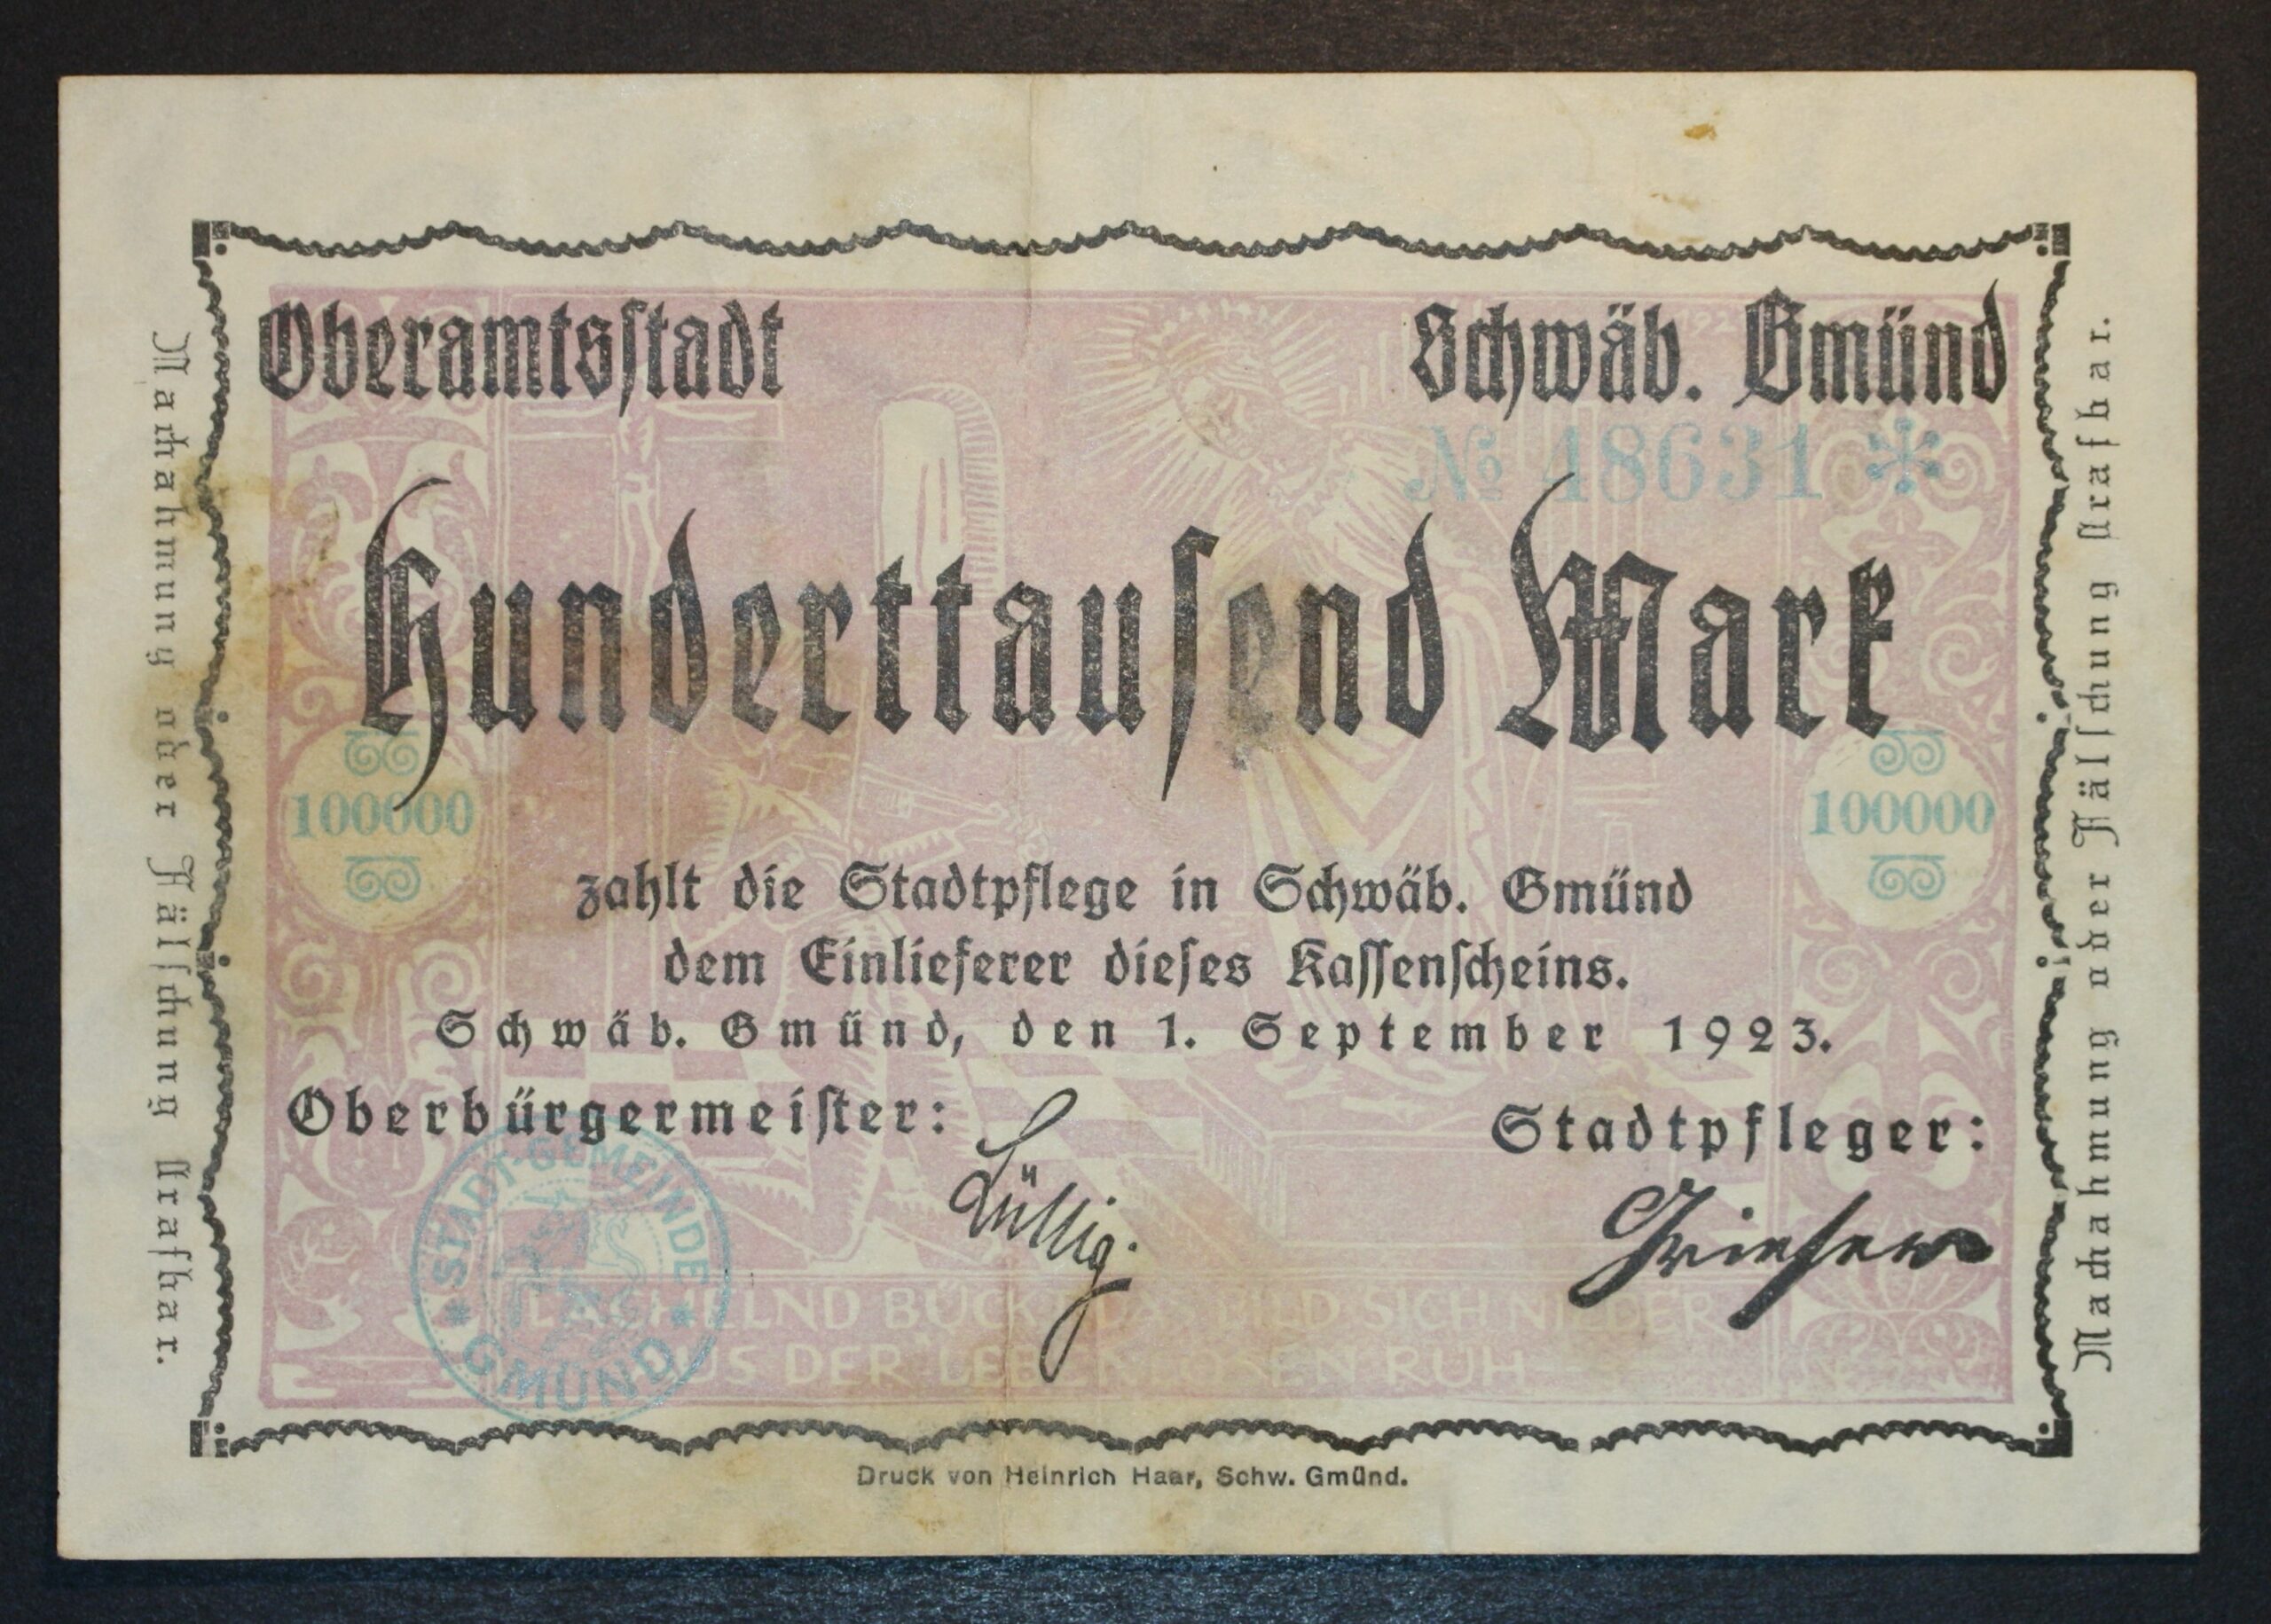 Oberamtsstadt Schwäb. Gmünd
№ 48631 *
Hunderttausend Mark
100000 100000
zahlt die Stadtpflege in Schwäb. Gmünd
dem Einlieferer dieses Kassenscheins.
Schwäb. Gmünd, den 1. September 1923.
Oberbürgermeister: Stadtpfleger:
Lüllig.
STADT-GEMEINDE
* GMÜND *
LÄCHELND BÜCKT DAS BILD SICH NIEDER
AUS DER LEBENLOSEN RUH
Druck von Heinrich Haar, Schw. Gmünd.
Nachahmung oder Fälschung strafbar.
Nachahmung oder Fälschung strafbar.